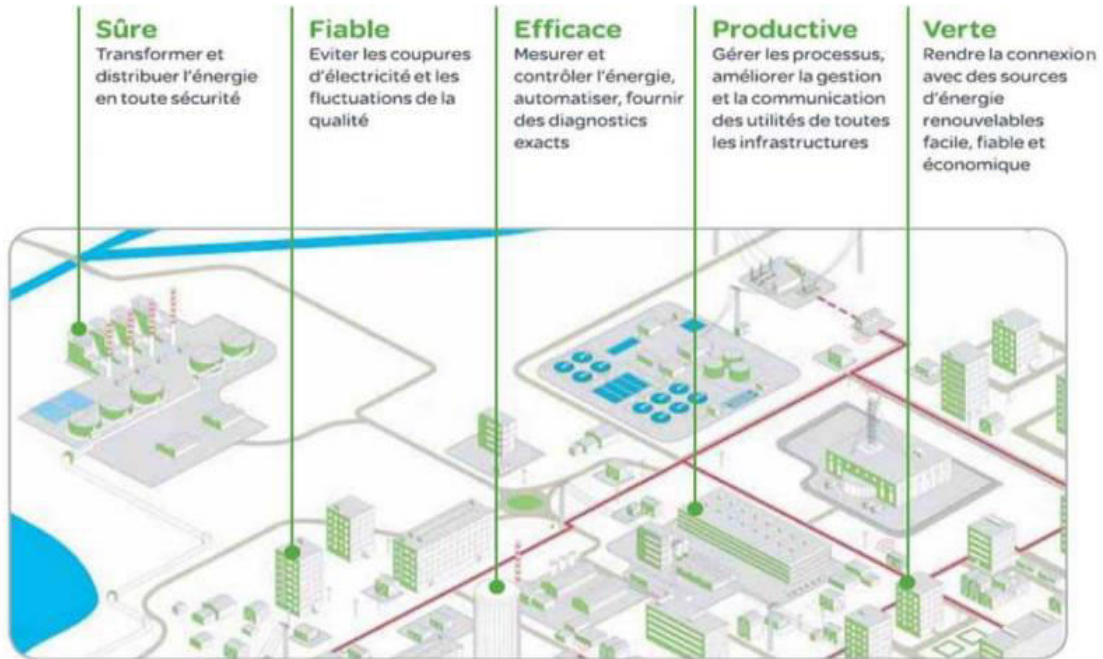 Sûre
Transformer et
distribuer l'énergie
en toute sécurité
Fiable
Eviter les coupures
d'électricité et les
fluctuations de la
qualité
Efficace
Mesurer et
contrôler l'énergie,
automatiser, fournir
des diagnostics
exacts
Productive
Gérer les processus,
améliorer la gestion
et la communication
des utilités de toutes
les infrastructures
Verte
Rendre la connexion
avec des sources
d'énergie
renouvelables
facile, fiable et
économique